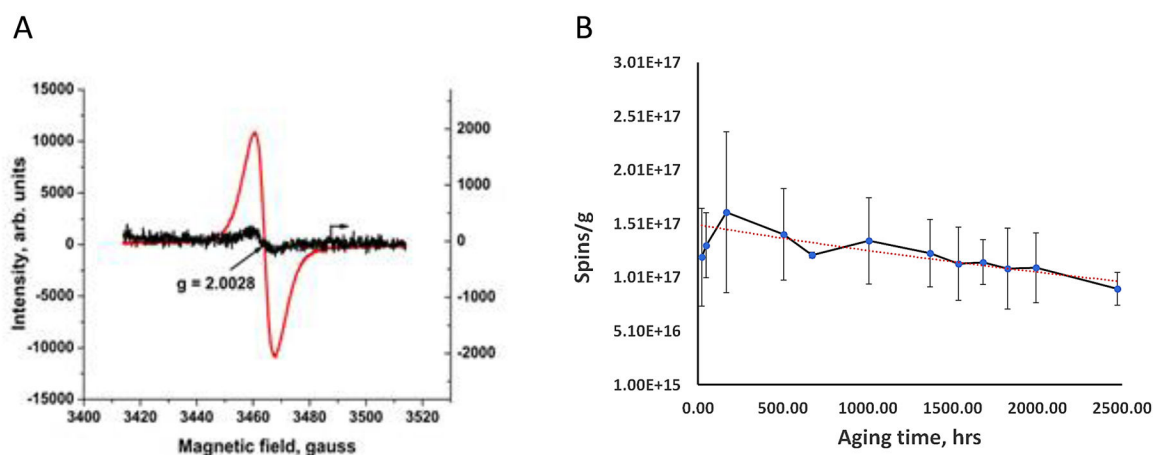 A
15000
10000
5000
0
-5000
-10000
-15000
Intensity, arb. units
2000
1000
0
-1000
-2000
g = 2.0028
3400 3420 3440 3460 3480 3500 3520
Magnetic field, gauss
B
3.01E+17
2.51E+17
2.01E+17
1.51E+17
1.01E+17
5.10E+16
1.00E+15
Spins/g
0.00 500.00 1000.00 1500.00 2000.00 2500.00
Aging time, hrs